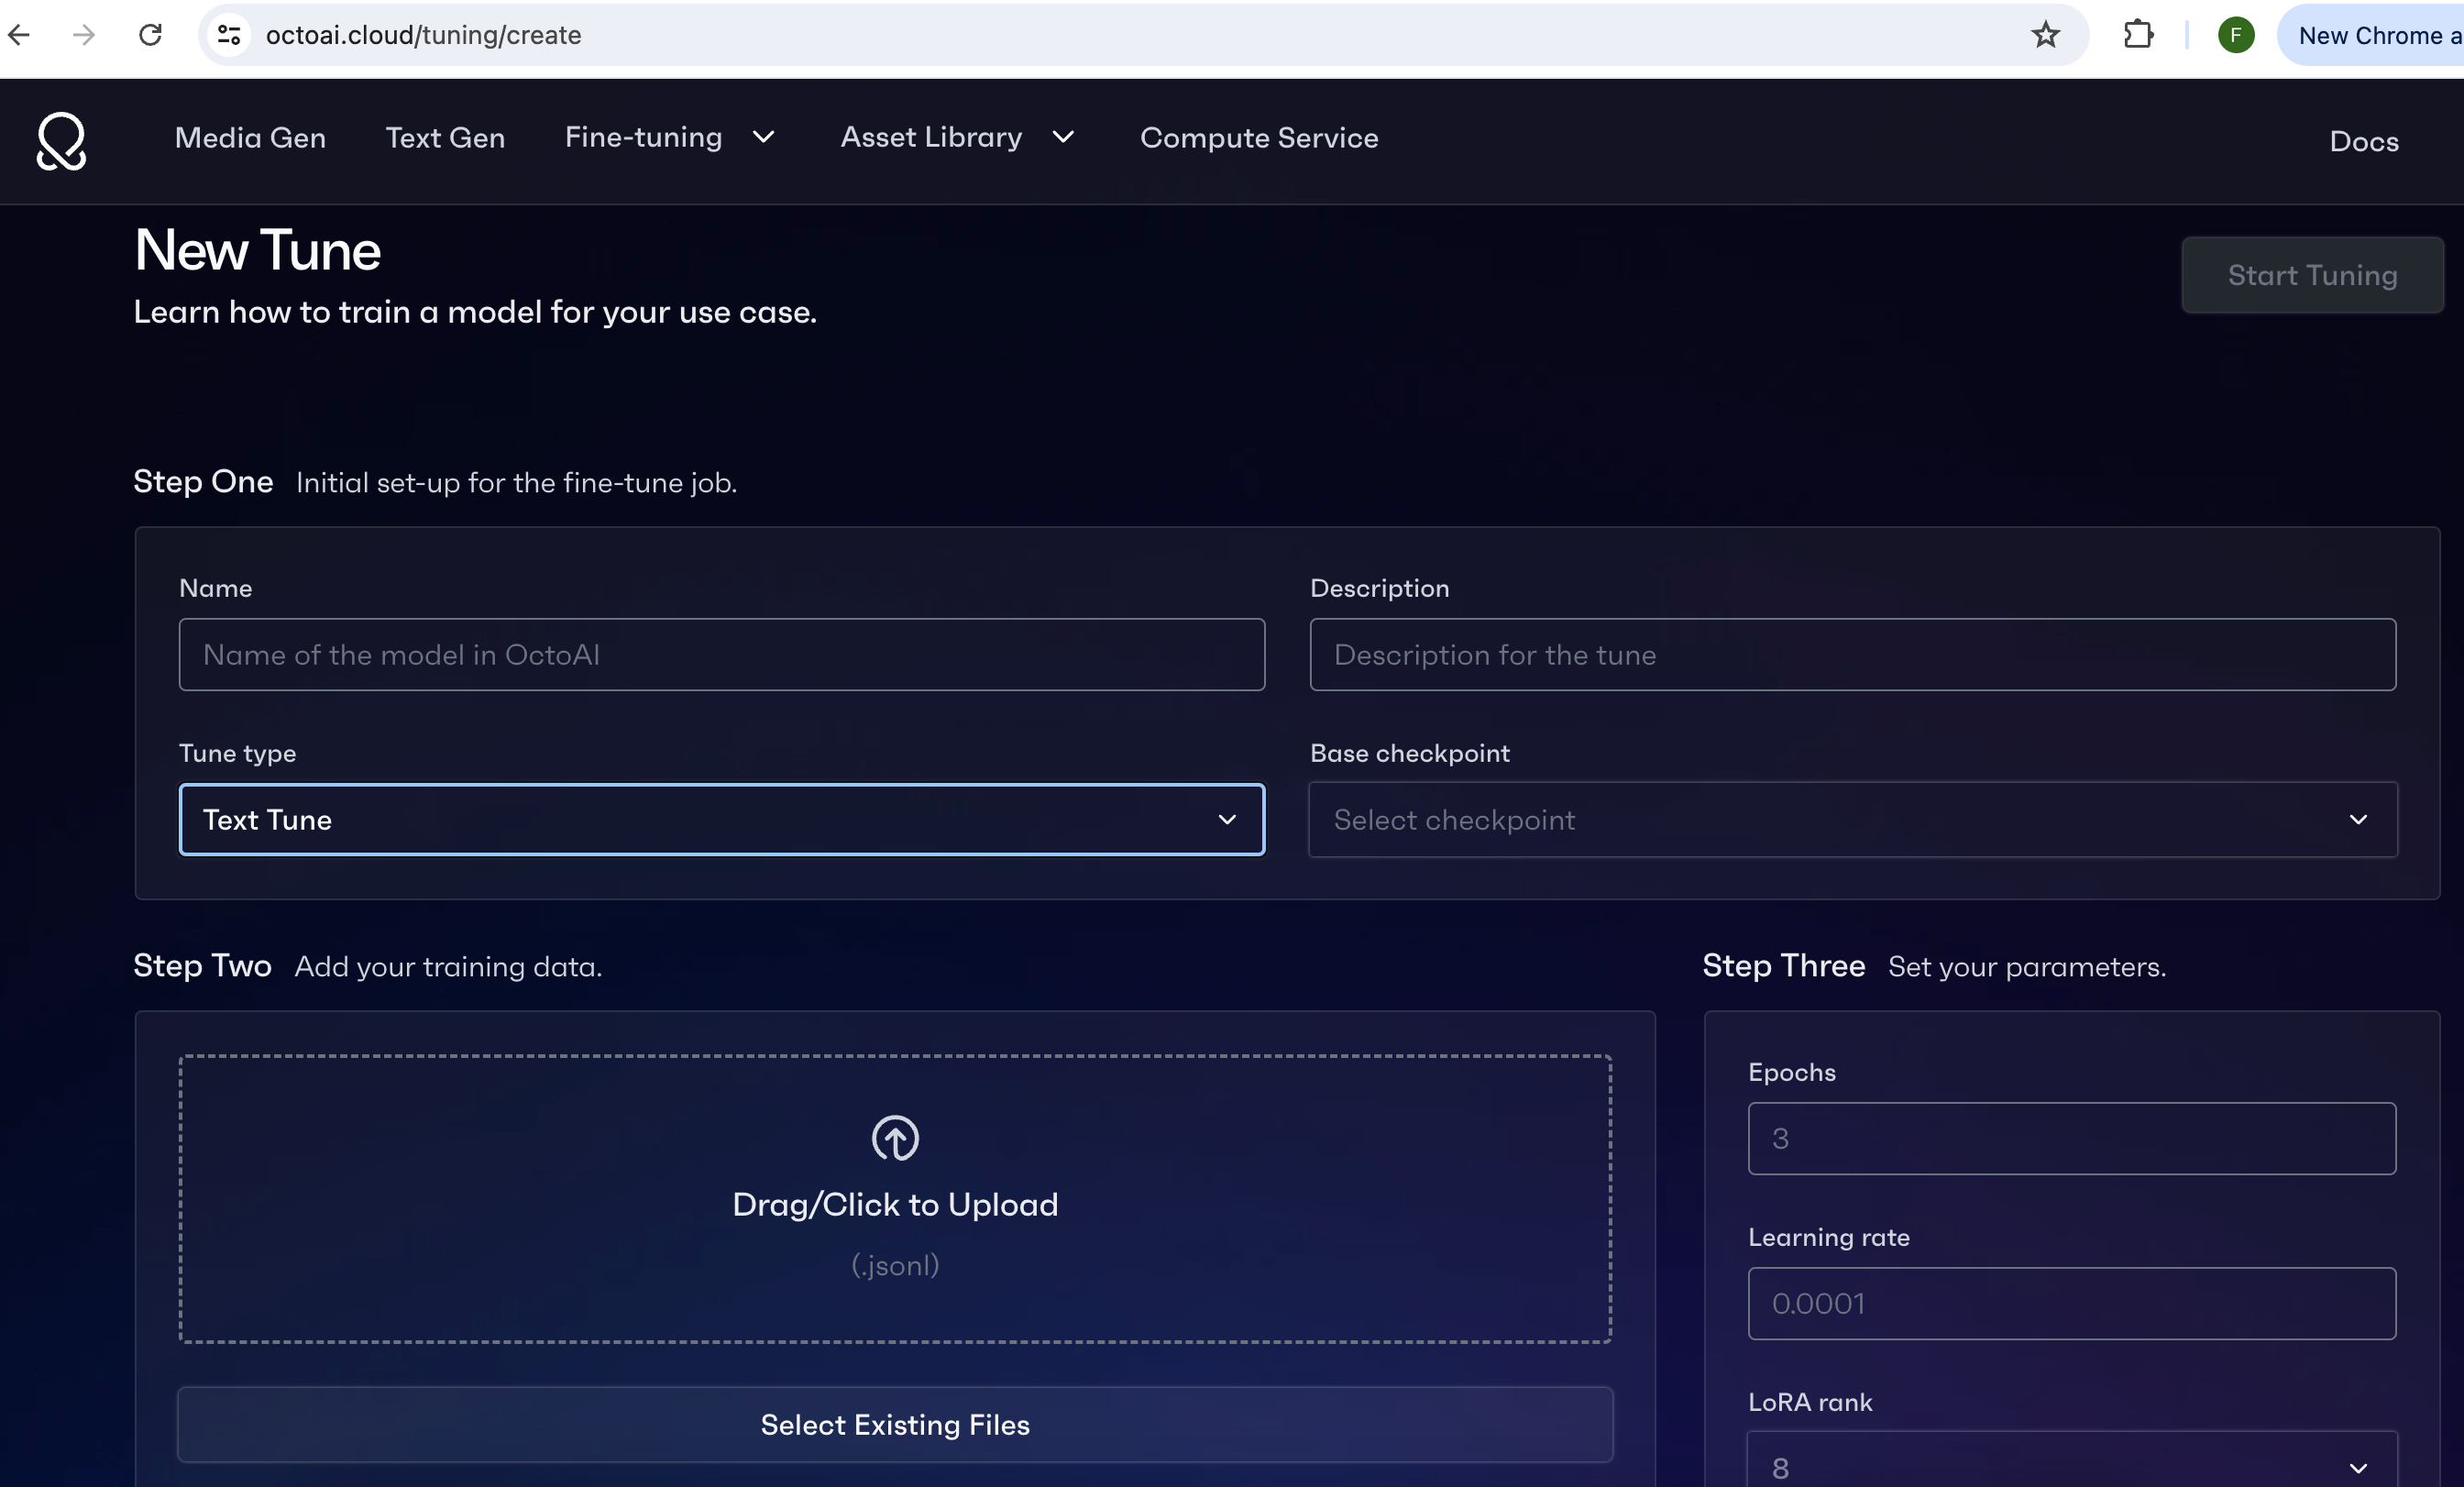 octoai.cloud/tuning/create
F
New Chrome a
Media Gen
Text Gen
Fine-tuning
Asset Library
Compute Service
Docs
New Tune
Start Tuning
Learn how to train a model for your use case.
Step One Initial set-up for the fine-tune job.
Name
Name of the model in OctoAI
Description
Description for the tune
Tune type
Text Tune
Base checkpoint
Select checkpoint
Step Two Add your training data.
Drag/Click to Upload
(.jsonl)
Select Existing Files
Step Three Set your parameters.
Epochs
3
Learning rate
0.0001
LoRA rank
8